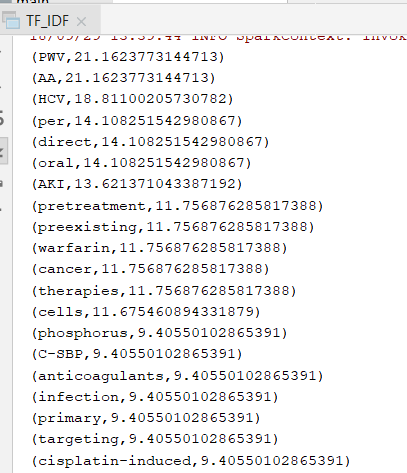 main
TF_IDF
18/09/29 13:39:44 INFO SparkContext: Invok
(PWV,21.1623773144713)
(AA,21.1623773144713)
(HCV,18.81100205730782)
(per,14.108251542980867)
(direct,14.108251542980867)
(oral,14.108251542980867)
(AKI,13.621371043387192)
(pretreatment,11.756876285817388)
(preexisting,11.756876285817388)
(warfarin,11.756876285817388)
(cancer,11.756876285817388)
(therapies,11.756876285817388)
(cells,11.675460894331879)
(phosphorus,9.40550102865391)
(C-SBP,9.40550102865391)
(anticoagulants,9.40550102865391)
(infection,9.40550102865391)
(primary,9.40550102865391)
(targeting,9.40550102865391)
(cisplatin-induced,9.40550102865391)